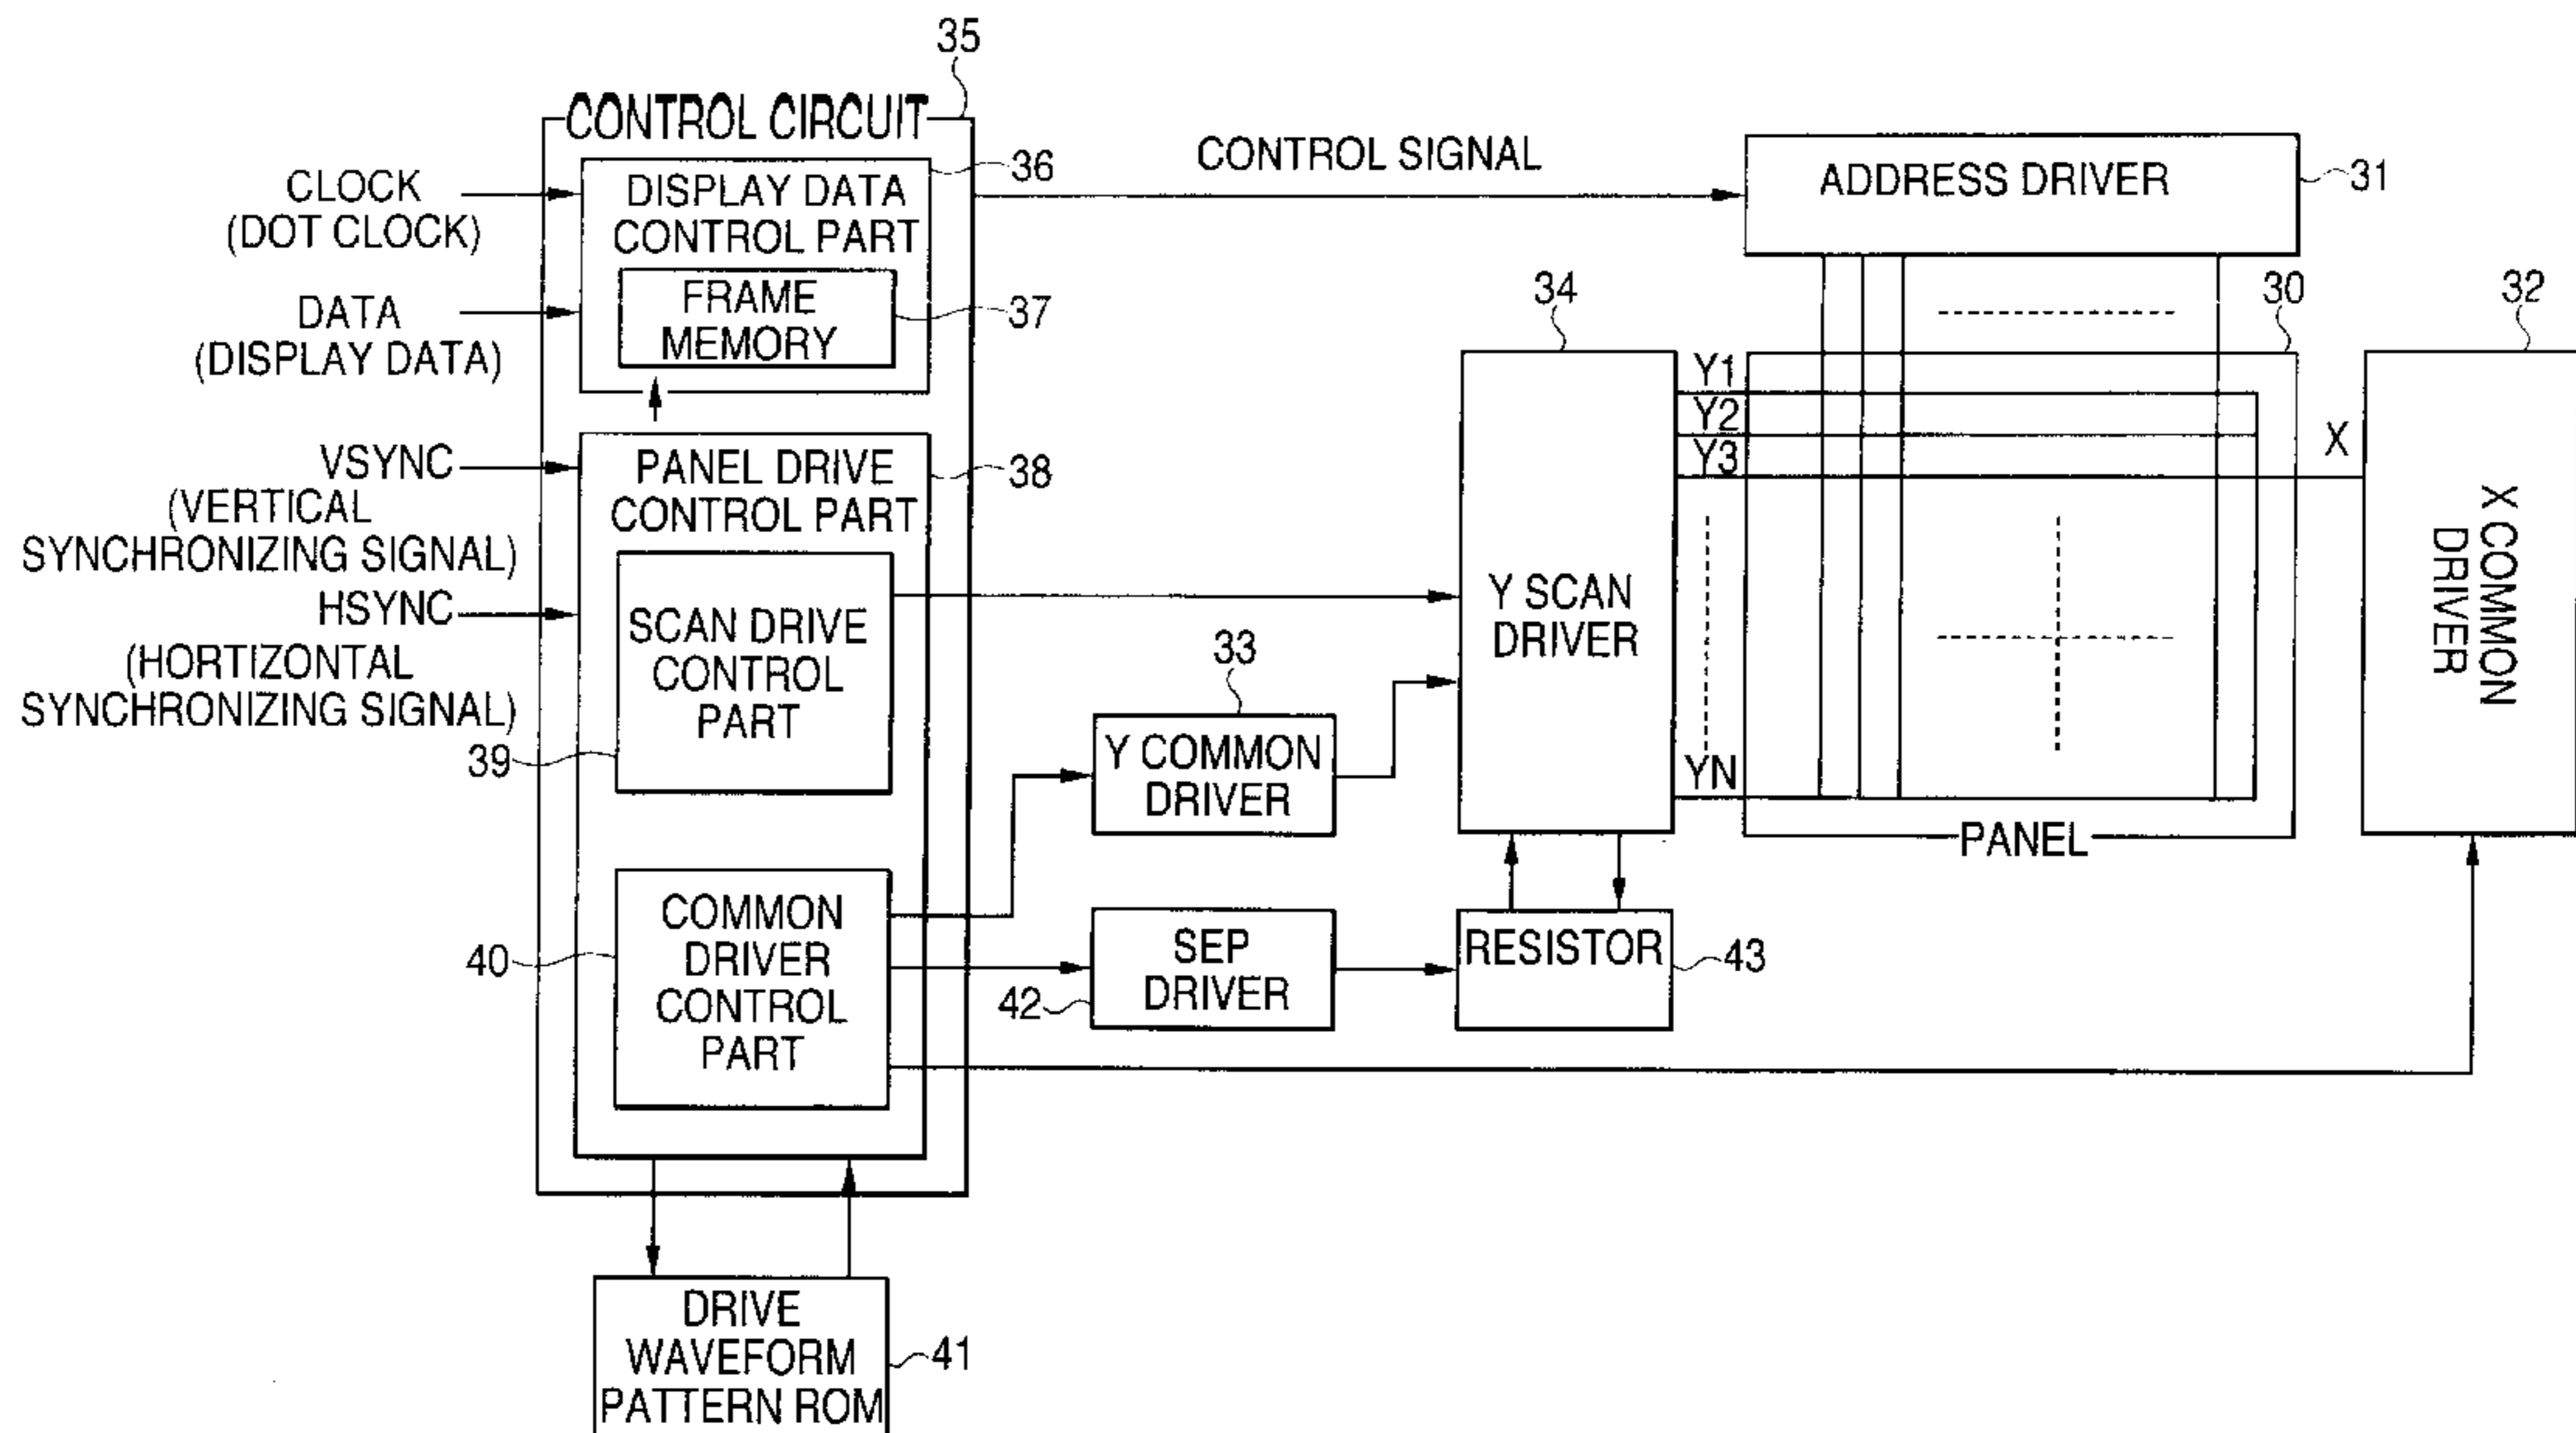 35
CONTROL CIRCUIT
36
CLOCK
(DOT CLOCK)
DISPLAY DATA
CONTROL PART
CONTROL SIGNAL
ADDRESS DRIVER
31
DATA
(DISPLAY DATA)
FRAME
MEMORY
37
34
30
32
Y1
Y2
Y3
YN
X
VSYNC
(VERTICAL
SYNCHRONIZING SIGNAL)
HSYNC
(HORTIZONTAL
SYNCHRONIZING SIGNAL)
PANEL DRIVE
CONTROL PART
38
SCAN DRIVE
CONTROL
PART
39
Y SCAN
DRIVER
X COMMON
DRIVER
33
Y COMMON
DRIVER
PANEL
COMMON
DRIVER
CONTROL
PART
40
SEP
DRIVER
42
RESISTOR
43
DRIVE
WAVEFORM
PATTERN ROM
41